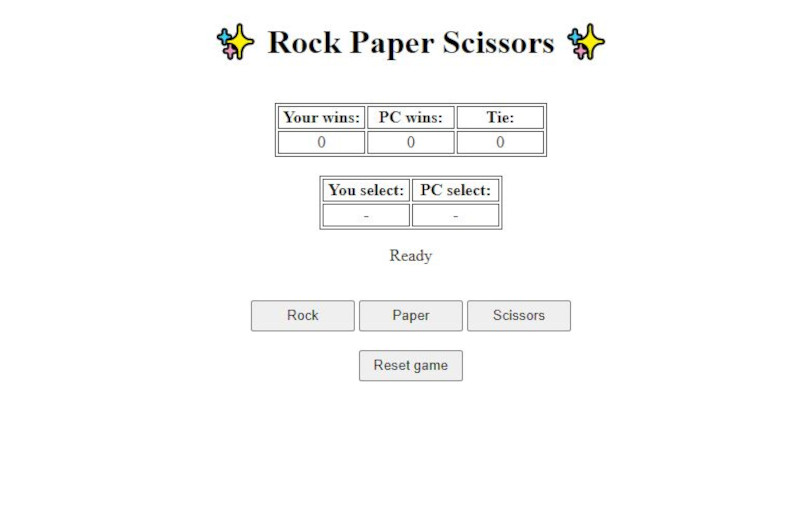 ✨ Rock Paper Scissors ✨
Your wins: PC wins: Tie:
0 0 0
You select: PC select:
- -
Ready
Rock Paper Scissors
Reset game